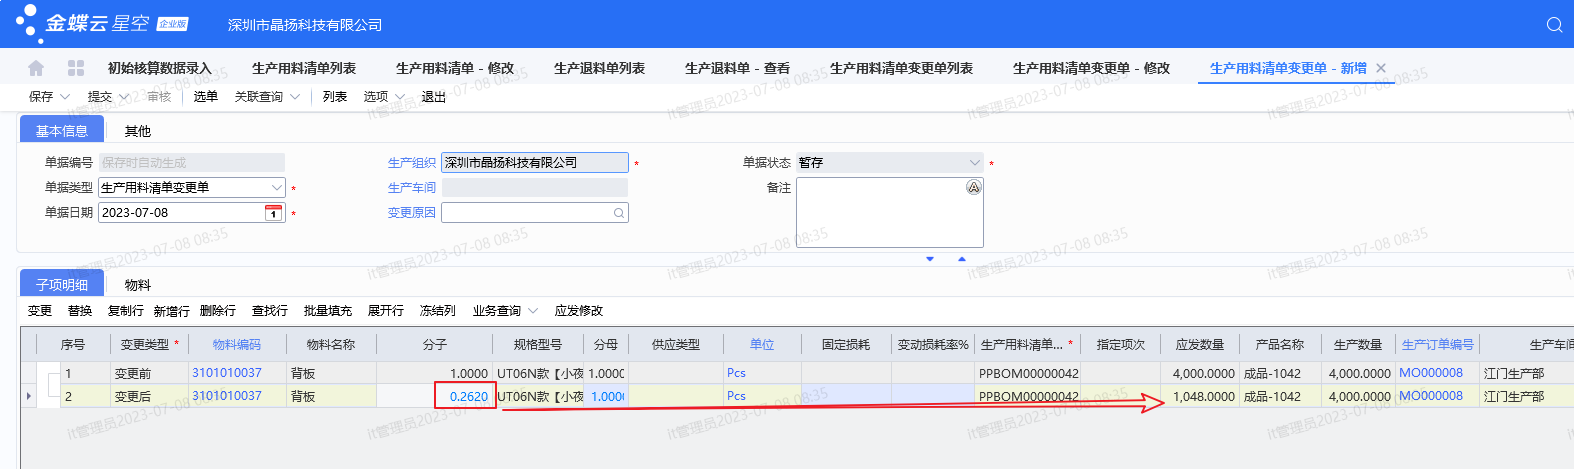 金蝶云 星空 企业版 深圳市晶扬科技有限公司
初始核算数据录入 生产用料清单列表 生产用料清单 - 修改 生产退料单列表 生产退料单 - 查看 生产用料清单变更单列表 生产用料清单变更单 - 修改 生产用料清单变更单 - 新增
保存 提交 审核 选单 关联查询 列表 选项 退出
基本信息 其他
单据编号 保存时自动生成 生产组织 深圳市晶扬科技有限公司 * 单据状态 暂存 *
单据类型 生产用料清单变更单 * 生产车间 备注
单据日期 2023-07-08 * 变更原因
it管理员2023-07-08 08:35
子项明细 物料
变更 替换 复制行 新增行 删除行 查找行 批量填充 展开行 冻结列 业务查询 应发修改
序号 变更类型 * 物料编码 物料名称 分子 规格型号 分母 供应类型 单位 固定损耗 变动损耗率% 生产用料清单... * 指定项次 应发数量 产品名称 生产数量 生产订单编号 生产车间
1 变更前 3101010037 背板 1.0000 UT06N款【小夜 1.0000 Pcs PPBOM00000042 4,000.0000 成品-1042 4,000.0000 MO000008 江门生产部
2 变更后 3101010037 背板 0.2620 UT06N款【小夜 1.000 Pcs PPBOM00000042 1,048.0000 成品-1042 4,000.0000 MO000008 江门生产部